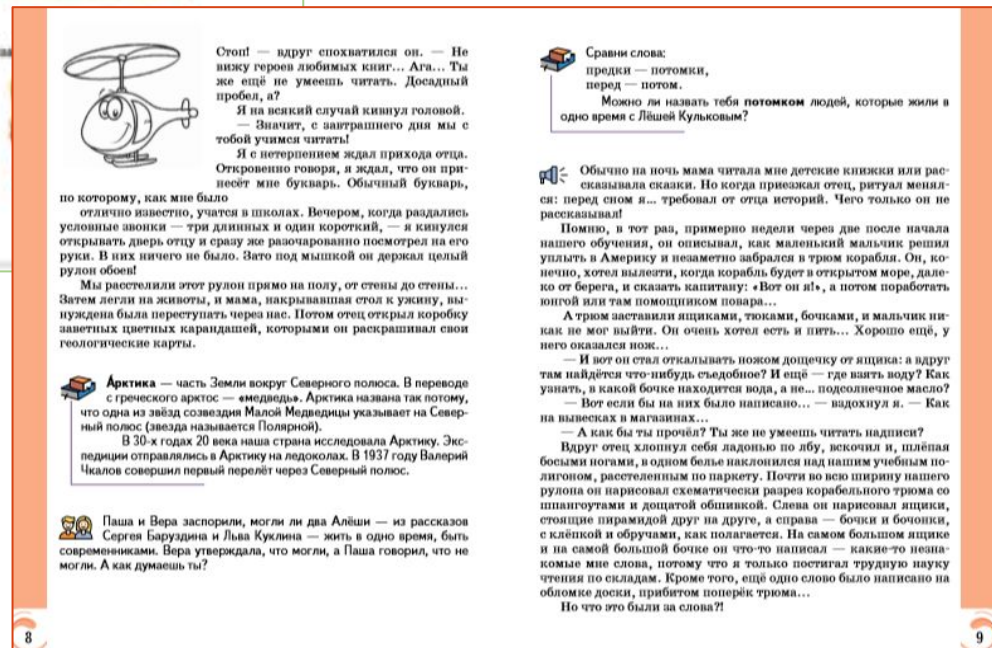 Стоп! — вдруг спохватился он. — Не
вижу героев любимых книг... Ага... Ты
же ещё не умеешь читать. Досадный
пробел, а?
Я на всякий случай кивнул головой.
— Значит, с завтрашнего дня мы с
тобой учимся читать!
Я с нетерпением ждал прихода отца.
Откровенно говоря, я ждал, что он при-
несёт мне букварь. Обычный букварь,
по которому, как мне было
отлично известно, учатся в школах. Вечером, когда раздались
условные звонки — три длинных и один короткий, — я кинулся
открывать дверь отцу и сразу же разочарованно посмотрел на его
руки. В них ничего не было. Зато под мышкой он держал целый
рулон обоев!
Мы расстелили этот рулон прямо на полу, от стены до стены...
Затем легли на животы, и мама, накрывавшая стол к ужину, вы-
нуждена была переступать через нас. Потом отец открыл коробку
заветных цветных карандашей, которыми он раскрашивал свои
геологические карты.
Арктика — часть Земли вокруг Северного полюса. В переводе
с греческого арктос — «медведь». Арктика названа так потому,
что одна из звёзд созвездия Малой Медведицы указывает на Север-
ный полюс (звезда называется Полярной).
В 30-х годах 20 века наша страна исследовала Арктику. Экс-
педиции отправлялись в Арктику на ледоколах. В 1937 году Валерий
Чкалов совершил первый перелёт через Северный полюс.
Паша и Вера заспорили, могли ли два Алёши — из рассказов
Сергея Баруздина и Льва Куклина — жить в одно время, быть
современниками. Вера утверждала, что могли, а Паша говорил, что не
могли. А как думаешь ты?
8
Сравни слова:
предки — потомки,
перед — потом.
Можно ли назвать тебя потомком людей, которые жили в
одно время с Лёшей Кульковым?
Обычно на ночь мама читала мне детские книжки или рас-
сказывала сказки. Но когда приезжал отец, ритуал менял-
ся: перед сном я... требовал от отца историй. Чего только он не
рассказывал!
Помню, в тот раз, примерно недели через две после начала
нашего обучения, он описывал, как маленький мальчик решил
уплыть в Америку и незаметно забрался в трюм корабля. Он, ко-
нечно, хотел вылезти, когда корабль будет в открытом море, дале-
ко от берега, и сказать капитану: «Вот он я!», а потом поработать
юнгой или там помощником повара...
А трюм заставили ящиками, тюками, бочками, и мальчик ни-
как не мог выйти. Он очень хотел есть и пить... Хорошо ещё, у
него оказался нож...
— И вот он стал откалывать ножом дощечку от ящика: а вдруг
там найдётся что-нибудь съедобное? И ещё — где взять воду? Как
узнать, в какой бочке находится вода, а не... подсолнечное масло?
— Вот если бы на них было написано... — вздохнул я. — Как
на вывесках в магазинах...
— А как бы ты прочёл? Ты же не умеешь читать надписи?
Вдруг отец хлопнул себя ладонью по лбу, вскочил и, шлёпая
босыми ногами, в одном белье наклонился над нашим учебным по-
лигоном, расстеленным по паркету. Почти во всю ширину нашего
рулона он нарисовал схематически разрез корабельного трюма со
шпангоутами и дощатой обшивкой. Слева он нарисовал ящики,
стоящие пирамидой друг на друге, а справа — бочки и бочонки,
с клёпкой и обручами, как полагается. На самом большом ящике
и на самой большой бочке он что-то написал — какие-то незна-
комые мне слова, потому что я только постигал трудную науку
чтения по складам. Кроме того, ещё одно слово было написано на
обломке доски, прибитом поперёк трюма...
Но что это были за слова?!
9